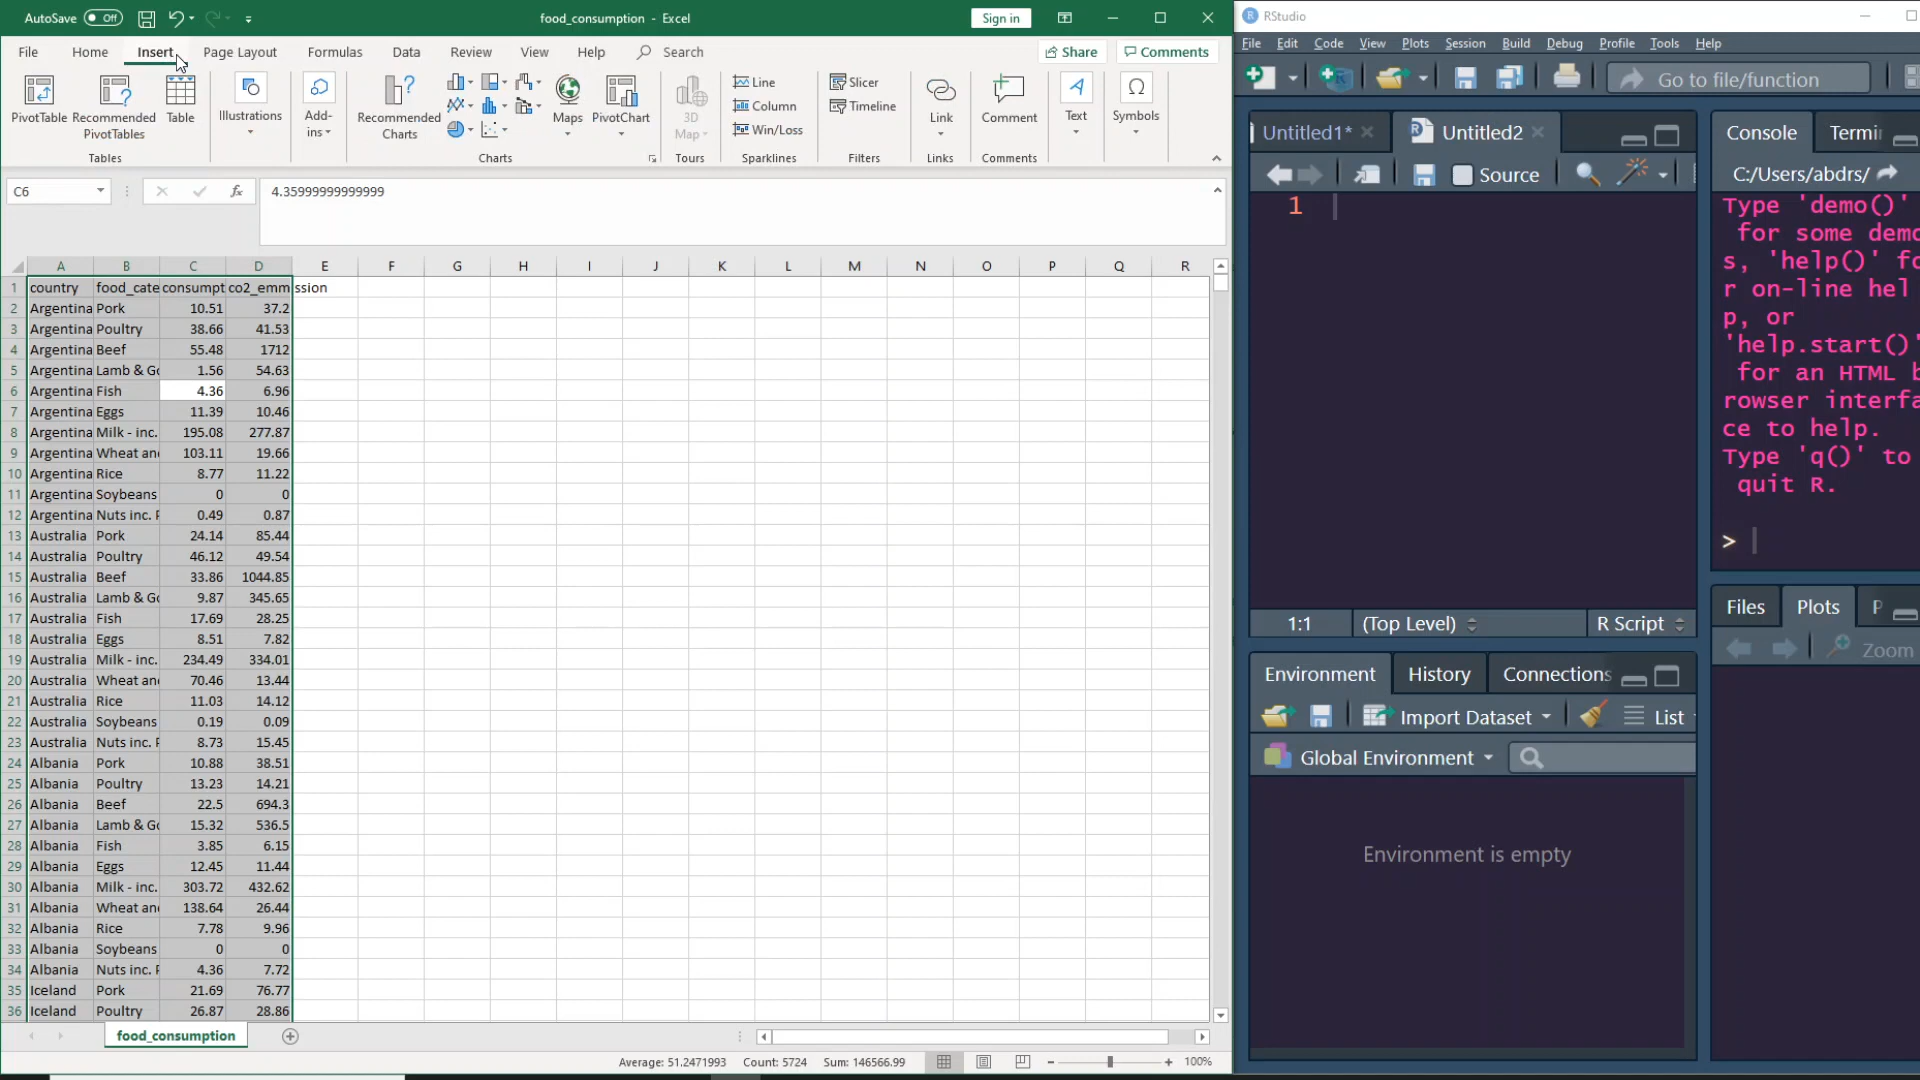 AutoSave Off
food_consumption - Excel
Sign in
File Home Insert Page Layout Formulas Data Review View Help Search
Share Comments
PivotTable Recommended PivotTables Table
Tables
Illustrations
Add-ins
Recommended Charts
Maps PivotChart
Charts
3D Map
Tours
Line
Column
Win/Loss
Sparklines
Slicer
Timeline
Filters
Link
Links
Comment
Comments
Text
Symbols
C6
fx
4.35999999999999
A B C D E F G H I J K L M N O P Q R
1 country food_cate consumpt co2_emmission
2 Argentina Pork 10.51 37.2
3 Argentina Poultry 38.66 41.53
4 Argentina Beef 55.48 1712
5 Argentina Lamb & Go 1.56 54.63
6 Argentina Fish 4.36 6.96
7 Argentina Eggs 11.39 10.46
8 Argentina Milk - inc. 195.08 277.87
9 Argentina Wheat and 103.11 19.66
10 Argentina Rice 8.77 11.22
11 Argentina Soybeans 0 0
12 Argentina Nuts inc. P 0.49 0.87
13 Australia Pork 24.14 85.44
14 Australia Poultry 46.12 49.54
15 Australia Beef 33.86 1044.85
16 Australia Lamb & Go 9.87 345.65
17 Australia Fish 17.69 28.25
18 Australia Eggs 8.51 7.82
19 Australia Milk - inc. 234.49 334.01
20 Australia Wheat and 70.46 13.44
21 Australia Rice 11.03 14.12
22 Australia Soybeans 0.19 0.09
23 Australia Nuts inc. P 8.73 15.45
24 Albania Pork 10.88 38.51
25 Albania Poultry 13.23 14.21
26 Albania Beef 22.5 694.3
27 Albania Lamb & Go 15.32 536.5
28 Albania Fish 3.85 6.15
29 Albania Eggs 12.45 11.44
30 Albania Milk - inc. 303.72 432.62
31 Albania Wheat and 138.64 26.44
32 Albania Rice 7.78 9.96
33 Albania Soybeans 0 0
34 Albania Nuts inc. P 4.36 7.72
35 Iceland Pork 21.69 76.77
36 Iceland Poultry 26.87 28.86
food_consumption
Average: 51.2471993 Count: 5724 Sum: 146566.99 100%
RStudio
File Edit Code View Plots Session Build Debug Profile Tools Help
Go to file/function
Untitled1* Untitled2
Source
1
1:1 (Top Level) R Script
Environment History Connections
Import Dataset List
Global Environment
Environment is empty
Console Termi
C:/Users/abdrs/
Type 'demo()'
for some demo
s, 'help()' fo
r on-line hel
p, or
'help.start()'
for an HTML b
rowser interfa
ce to help.
Type 'q()' to
quit R.
>
Files Plots P
Zoom